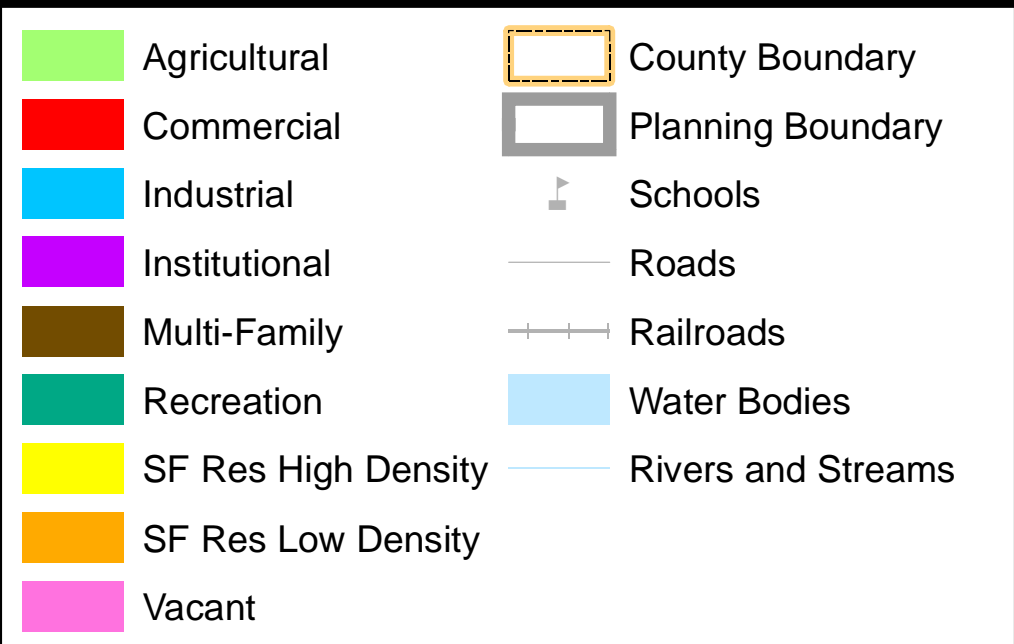 Agricultural
Commercial
Industrial
Institutional
Multi-Family
Recreation
SF Res High Density
SF Res Low Density
Vacant
County Boundary
Planning Boundary
Schools
Roads
Railroads
Water Bodies
Rivers and Streams